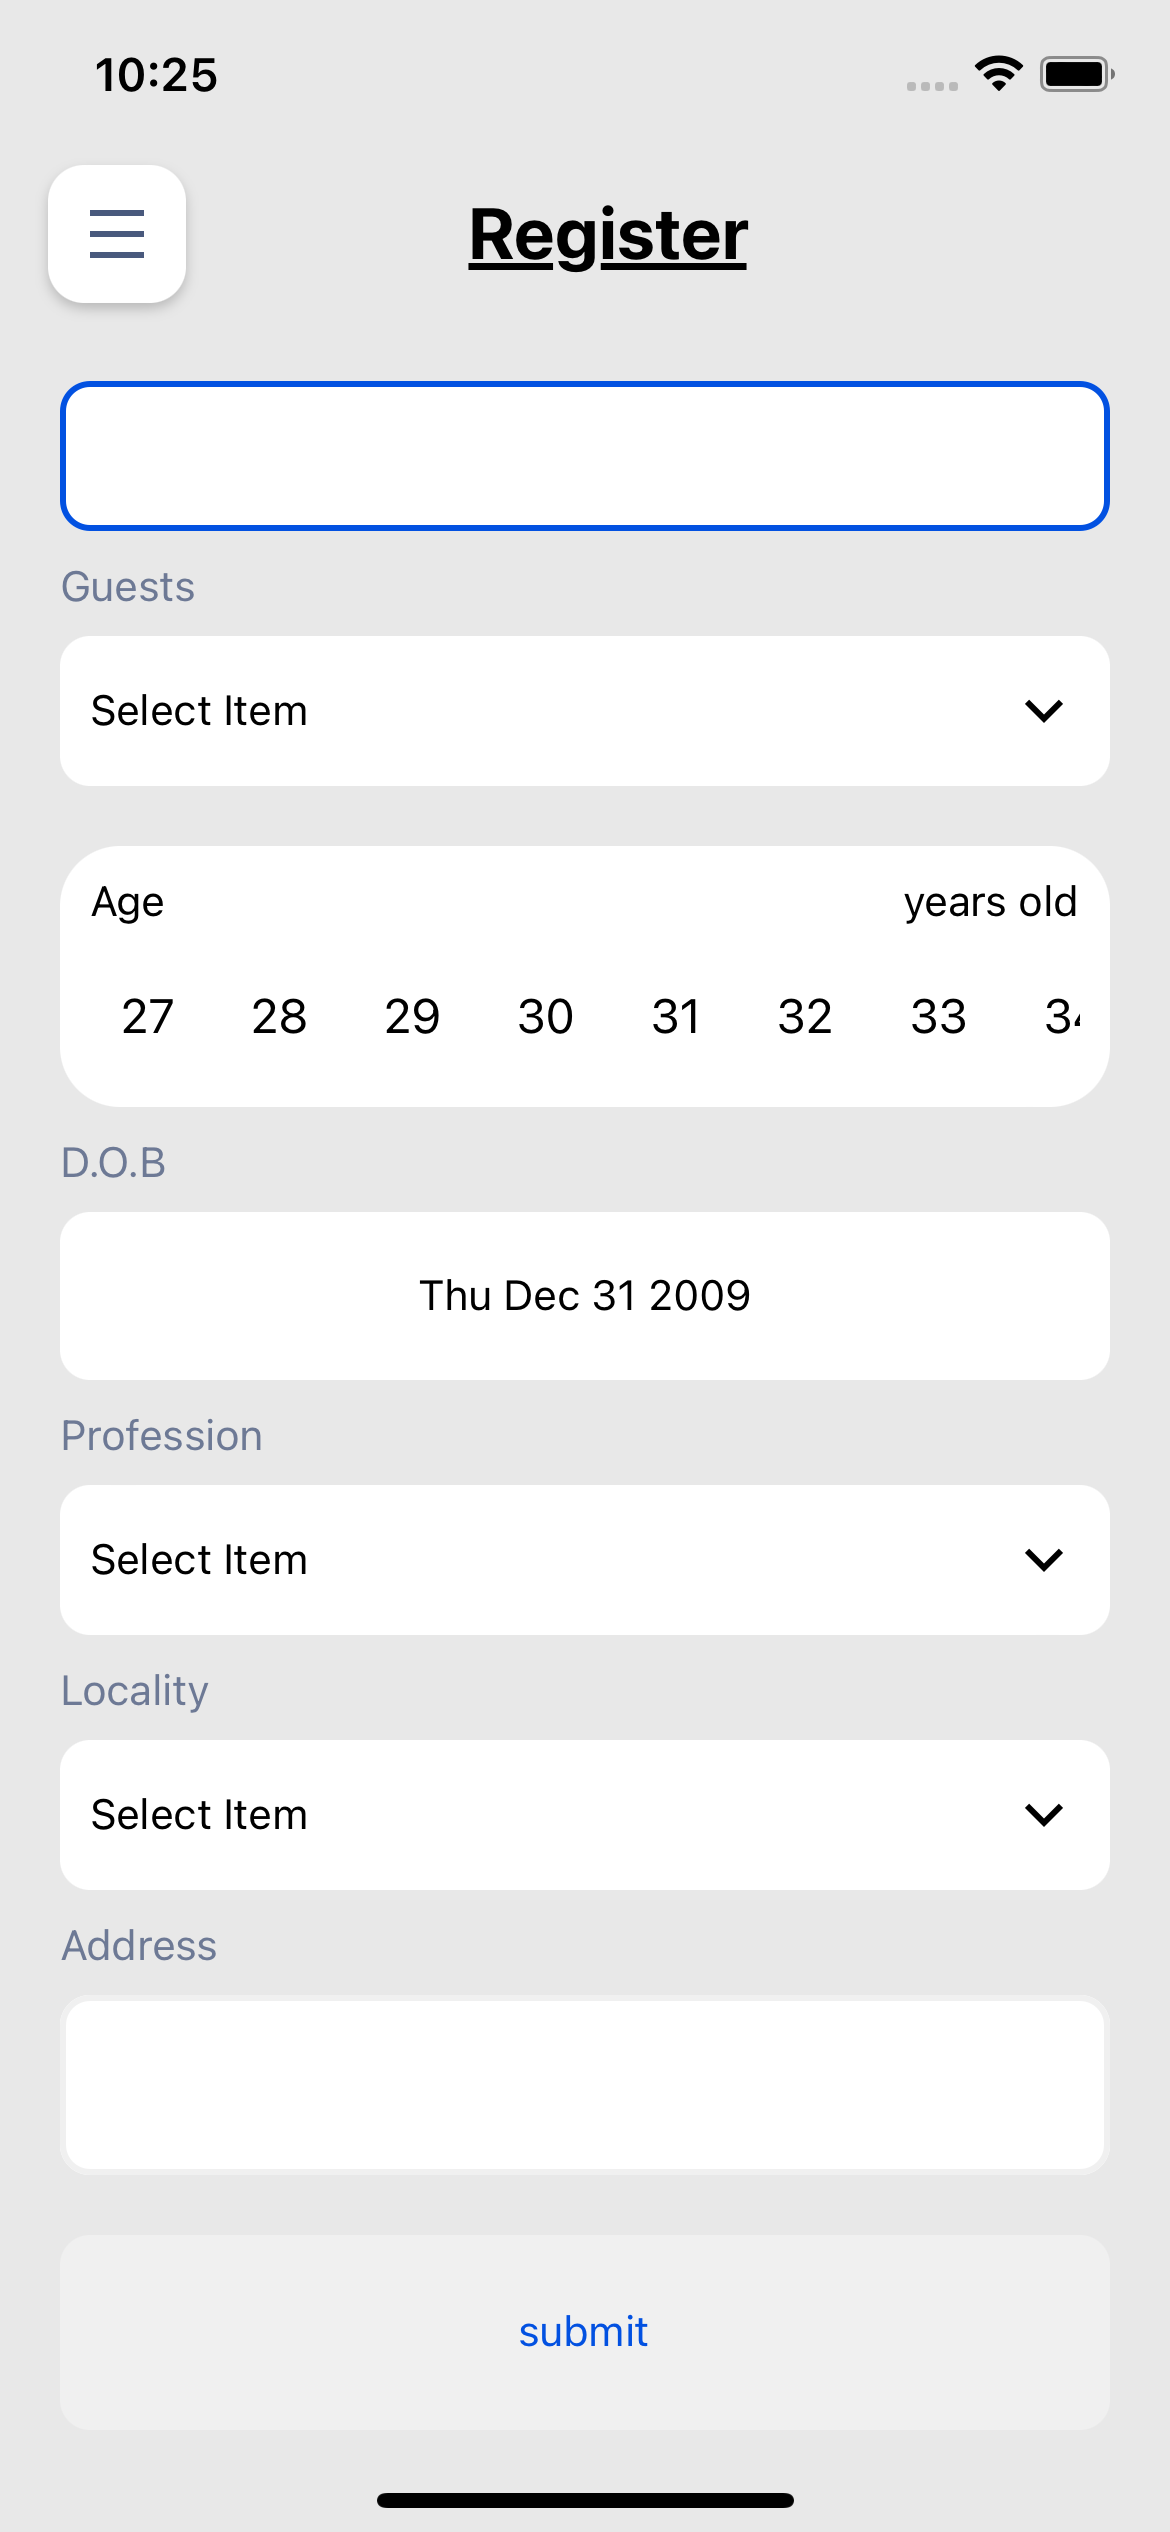 10:25
Register
Guests
Select Item
Age years old
27 28 29 30 31 32 33
D.O.B
Thu Dec 31 2009
Profession
Select Item
Locality
Select Item
Address
submit